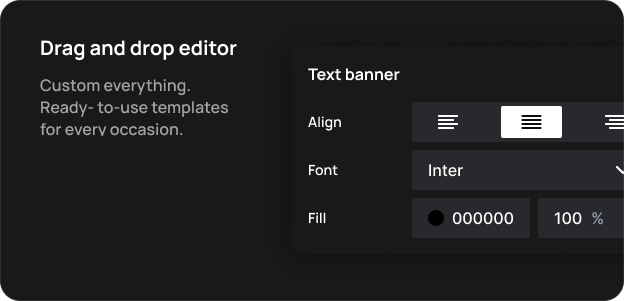 Drag and drop editor
Custom everything.
Ready- to-use templates
for every occasion.
Text banner
Align
Font
Inter
Fill
000000
100 %